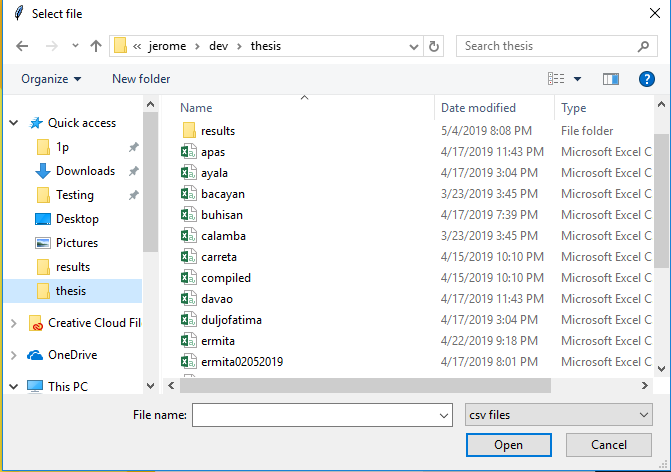 Select file
« jerome › dev › thesis
Search thesis
Organize
New folder
?
Name
Date modified
Type
Quick access
1p
Downloads
Testing
Desktop
Pictures
results
thesis
Creative Cloud Fil
OneDrive
This PC
results 5/4/2019 8:08 PM File folder
apas 4/17/2019 11:43 PM Microsoft Excel C
ayala 4/17/2019 3:04 PM Microsoft Excel C
bacayan 3/23/2019 3:45 PM Microsoft Excel C
buhisan 4/17/2019 7:39 PM Microsoft Excel C
calamba 3/23/2019 3:45 PM Microsoft Excel C
carreta 4/15/2019 10:10 PM Microsoft Excel C
compiled 4/15/2019 10:10 PM Microsoft Excel C
davao 4/17/2019 11:43 PM Microsoft Excel C
duljofatima 4/17/2019 3:04 PM Microsoft Excel C
ermita 4/22/2019 9:18 PM Microsoft Excel C
ermita02052019 4/17/2019 8:01 PM Microsoft Excel C
File name:
csv files
Open
Cancel